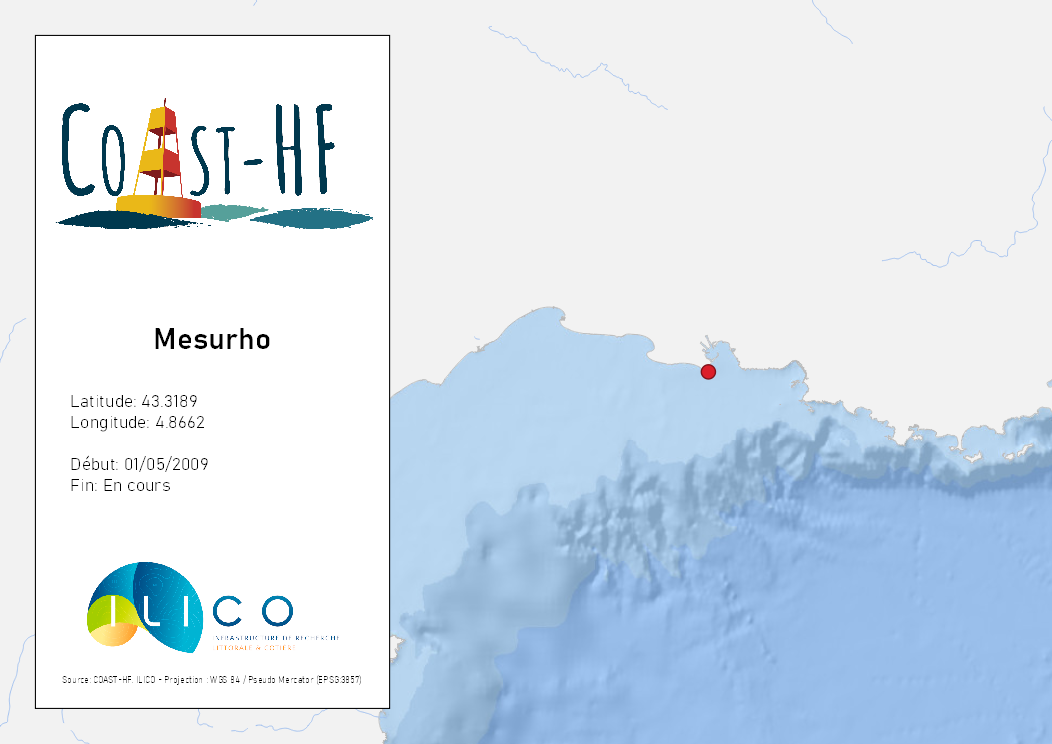 COAST-HF
Mesurho
Latitude: 43.3189
Longitude: 4.8662
Début: 01/05/2009
Fin: En cours
ILICO
INFRASTRUCTURE DE RECHERCHE
LITTORALE & CÔTIÈRE
Source: COAST-HF, ILICO - Projection : WGS 84 / Pseudo Mercator (EPSG:3857)